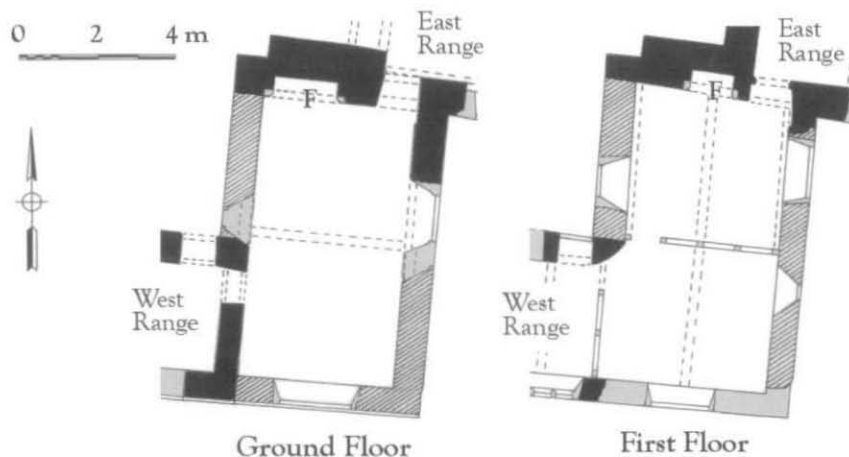 0 2 4 m
East
Range
East
Range
F
F
West
Range
West
Range
Ground Floor
First Floor